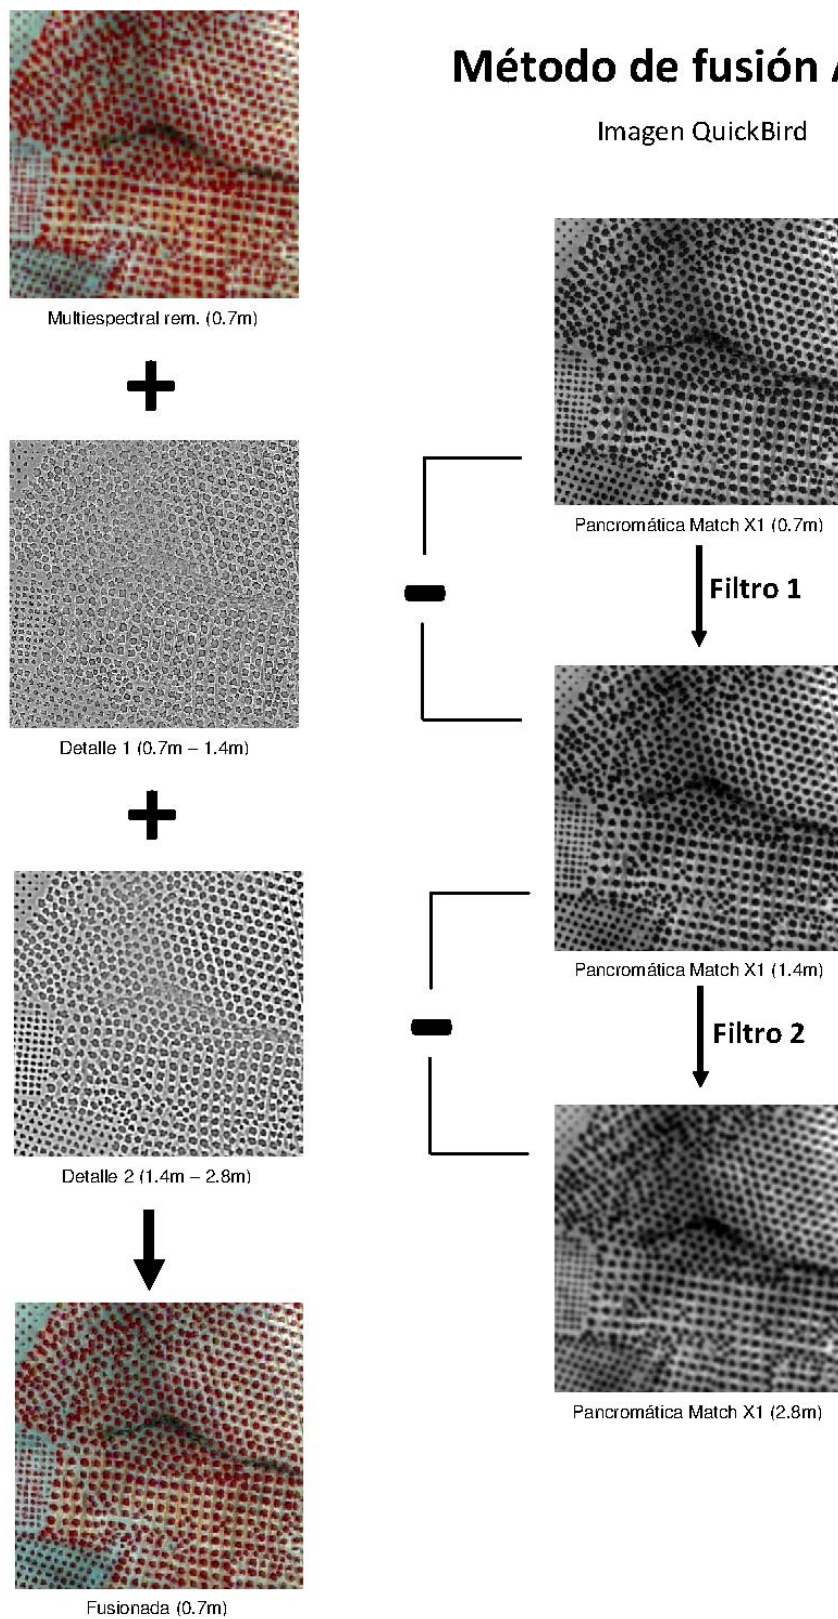 Método de fusión
Imagen QuickBird
Multiespectral rem. (0.7m)
Pancromática Match X1 (0.7m)
Filtro 1
Detalle 1 (0.7m – 1.4m)
Pancromática Match X1 (1.4m)
Filtro 2
Detalle 2 (1.4m – 2.8m)
Pancromática Match X1 (2.8m)
Fusionada (0.7m)